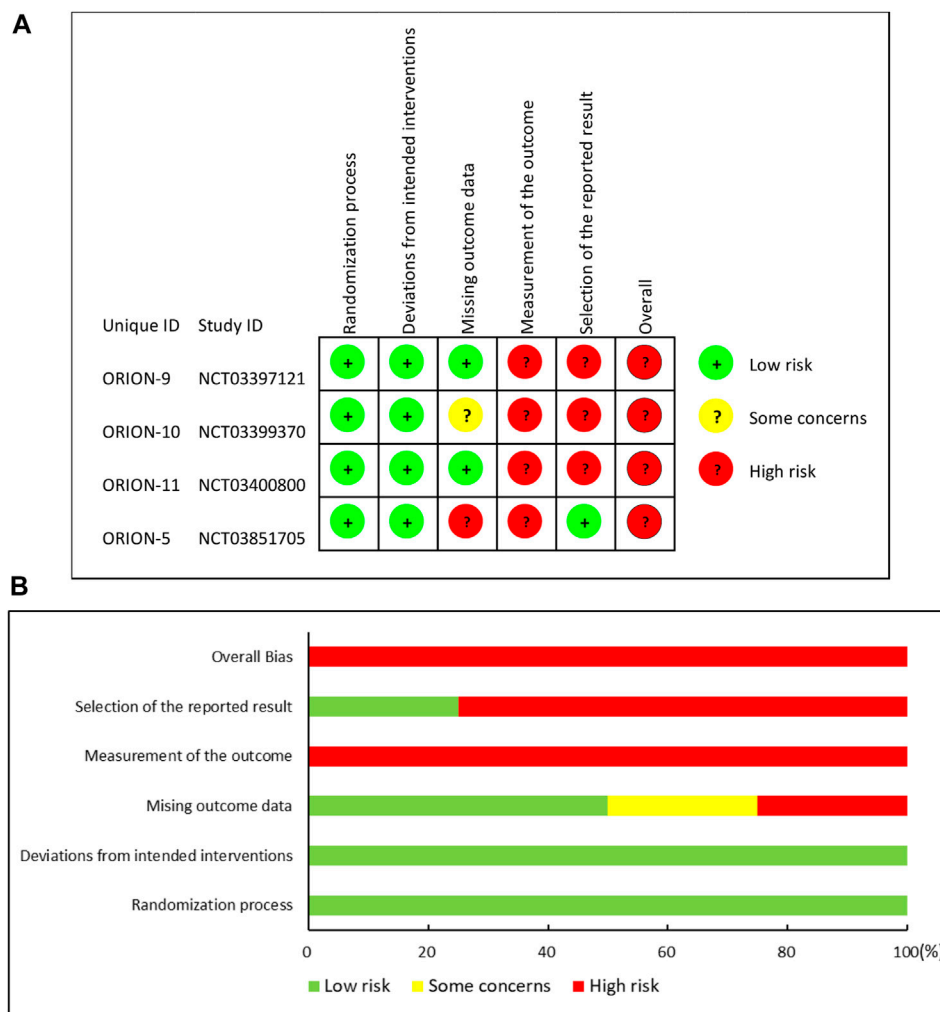 A
Randomization process
Deviations from intended interventions
Missing outcome data
Measurement of the outcome
Selection of the reported result
Overall
Unique ID Study ID
ORION-9 NCT03397121 + + + ? ? ?
ORION-10 NCT03399370 + + ? ? ? ?
ORION-11 NCT03400800 + + + ? ? ?
ORION-5 NCT03851705 + + ? ? + ?
+ Low risk
? Some concerns
? High risk
B
Overall Bias
Selection of the reported result
Measurement of the outcome
Mising outcome data
Deviations from intended interventions
Randomization process
0 20 40 60 80 100(%)
Low risk Some concerns High risk